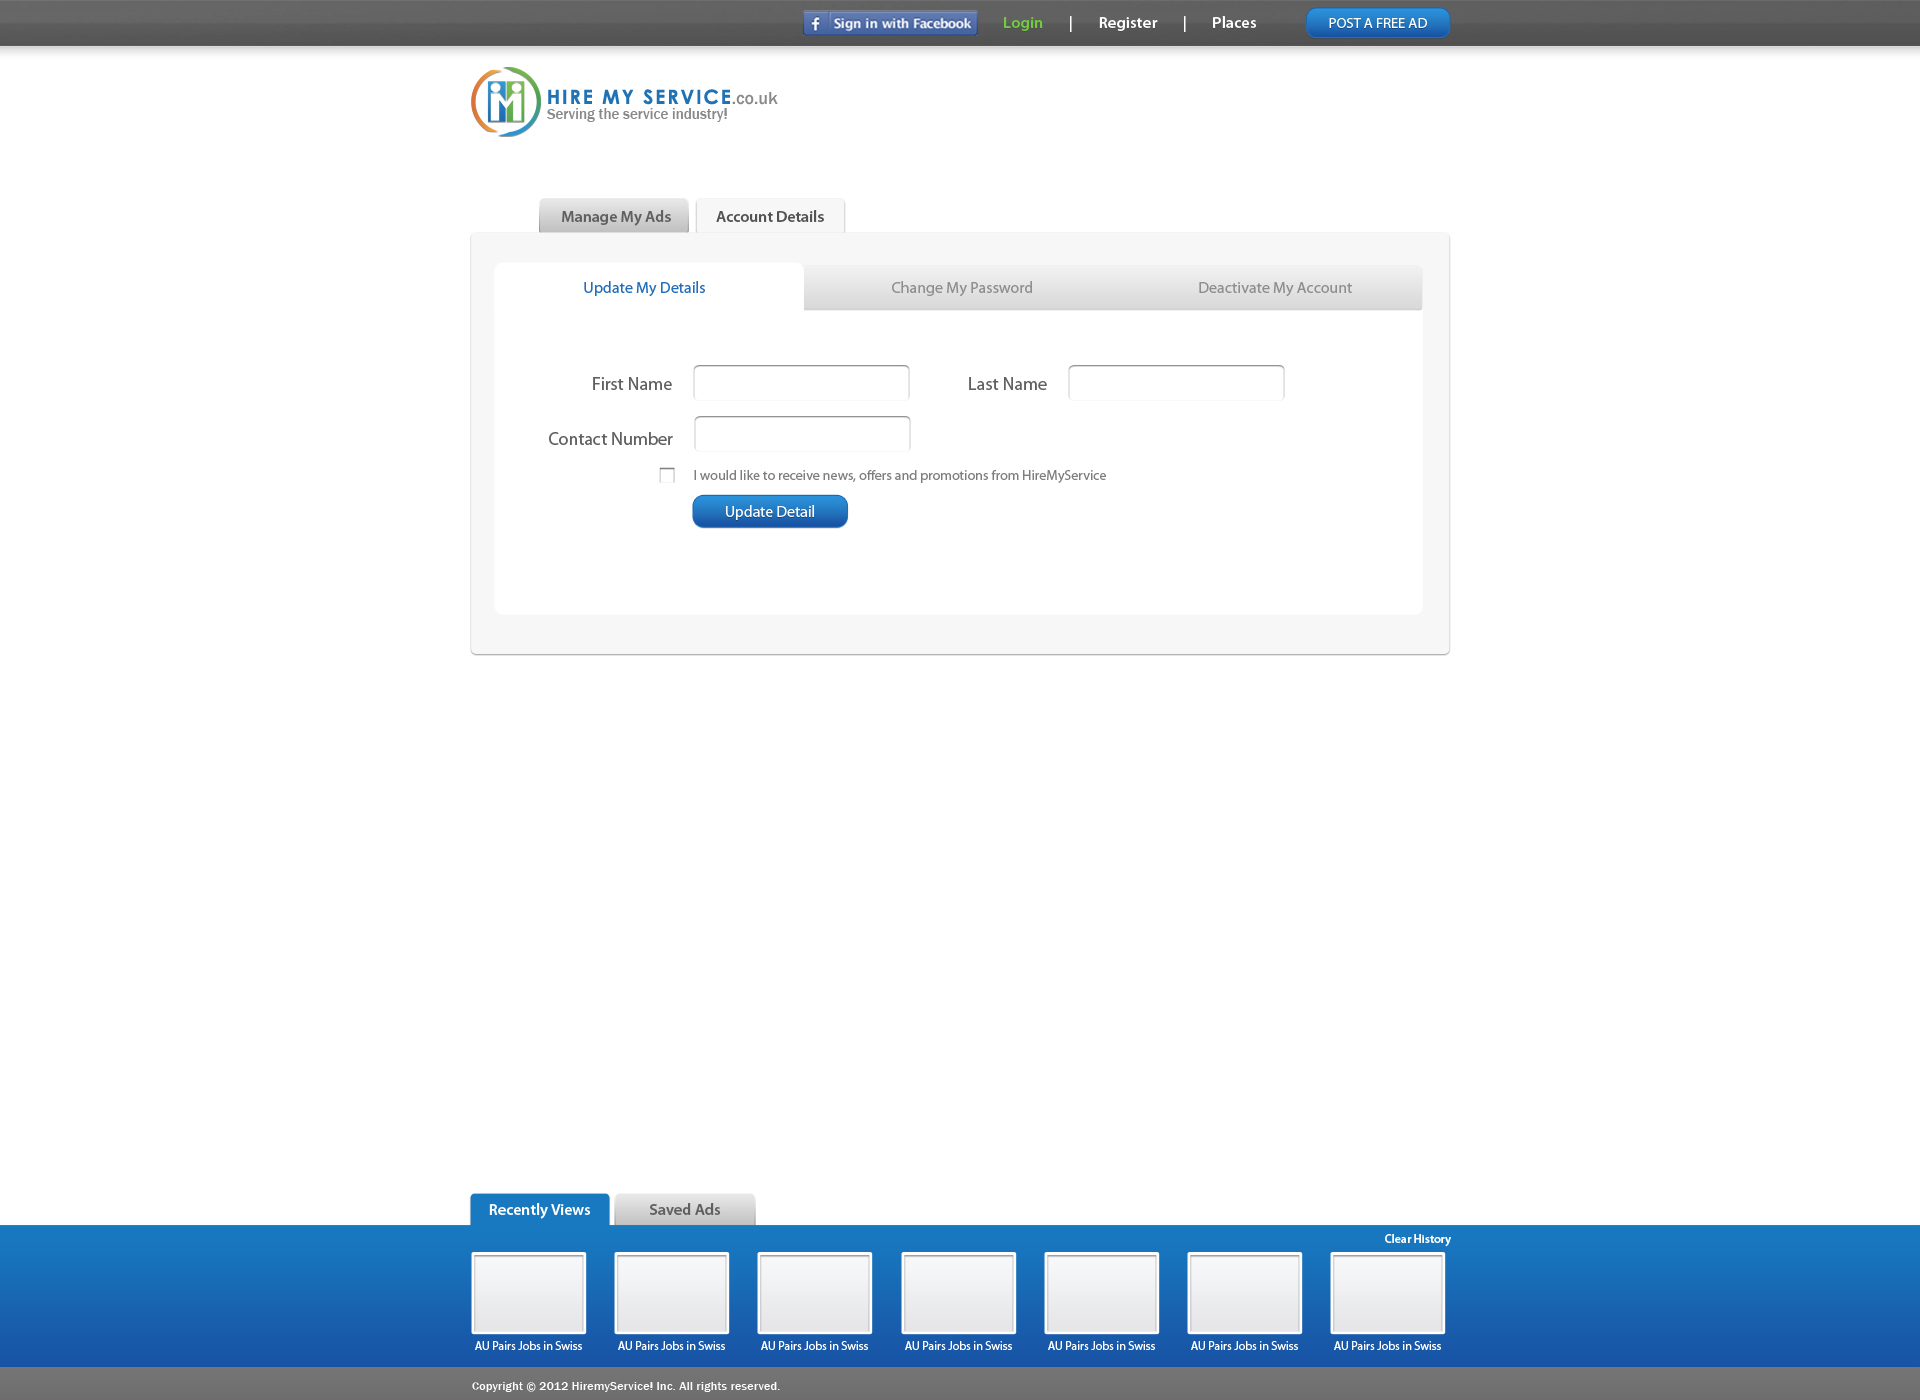 f Sign in with Facebook Login | Register | Places POST A FREE AD
HIRE MY SERVICE.co.uk
Serving the service industry!
Manage My Ads Account Details
Update My Details Change My Password Deactivate My Account
First Name Last Name
Contact Number
I would like to receive news, offers and promotions from HireMyService
Update Detail
Recently Views Saved Ads
Clear History
AU Pairs Jobs in Swiss AU Pairs Jobs in Swiss AU Pairs Jobs in Swiss AU Pairs Jobs in Swiss AU Pairs Jobs in Swiss AU Pairs Jobs in Swiss AU Pairs Jobs in Swiss
Copyright © 2012 HiremyService! Inc. All rights reserved.